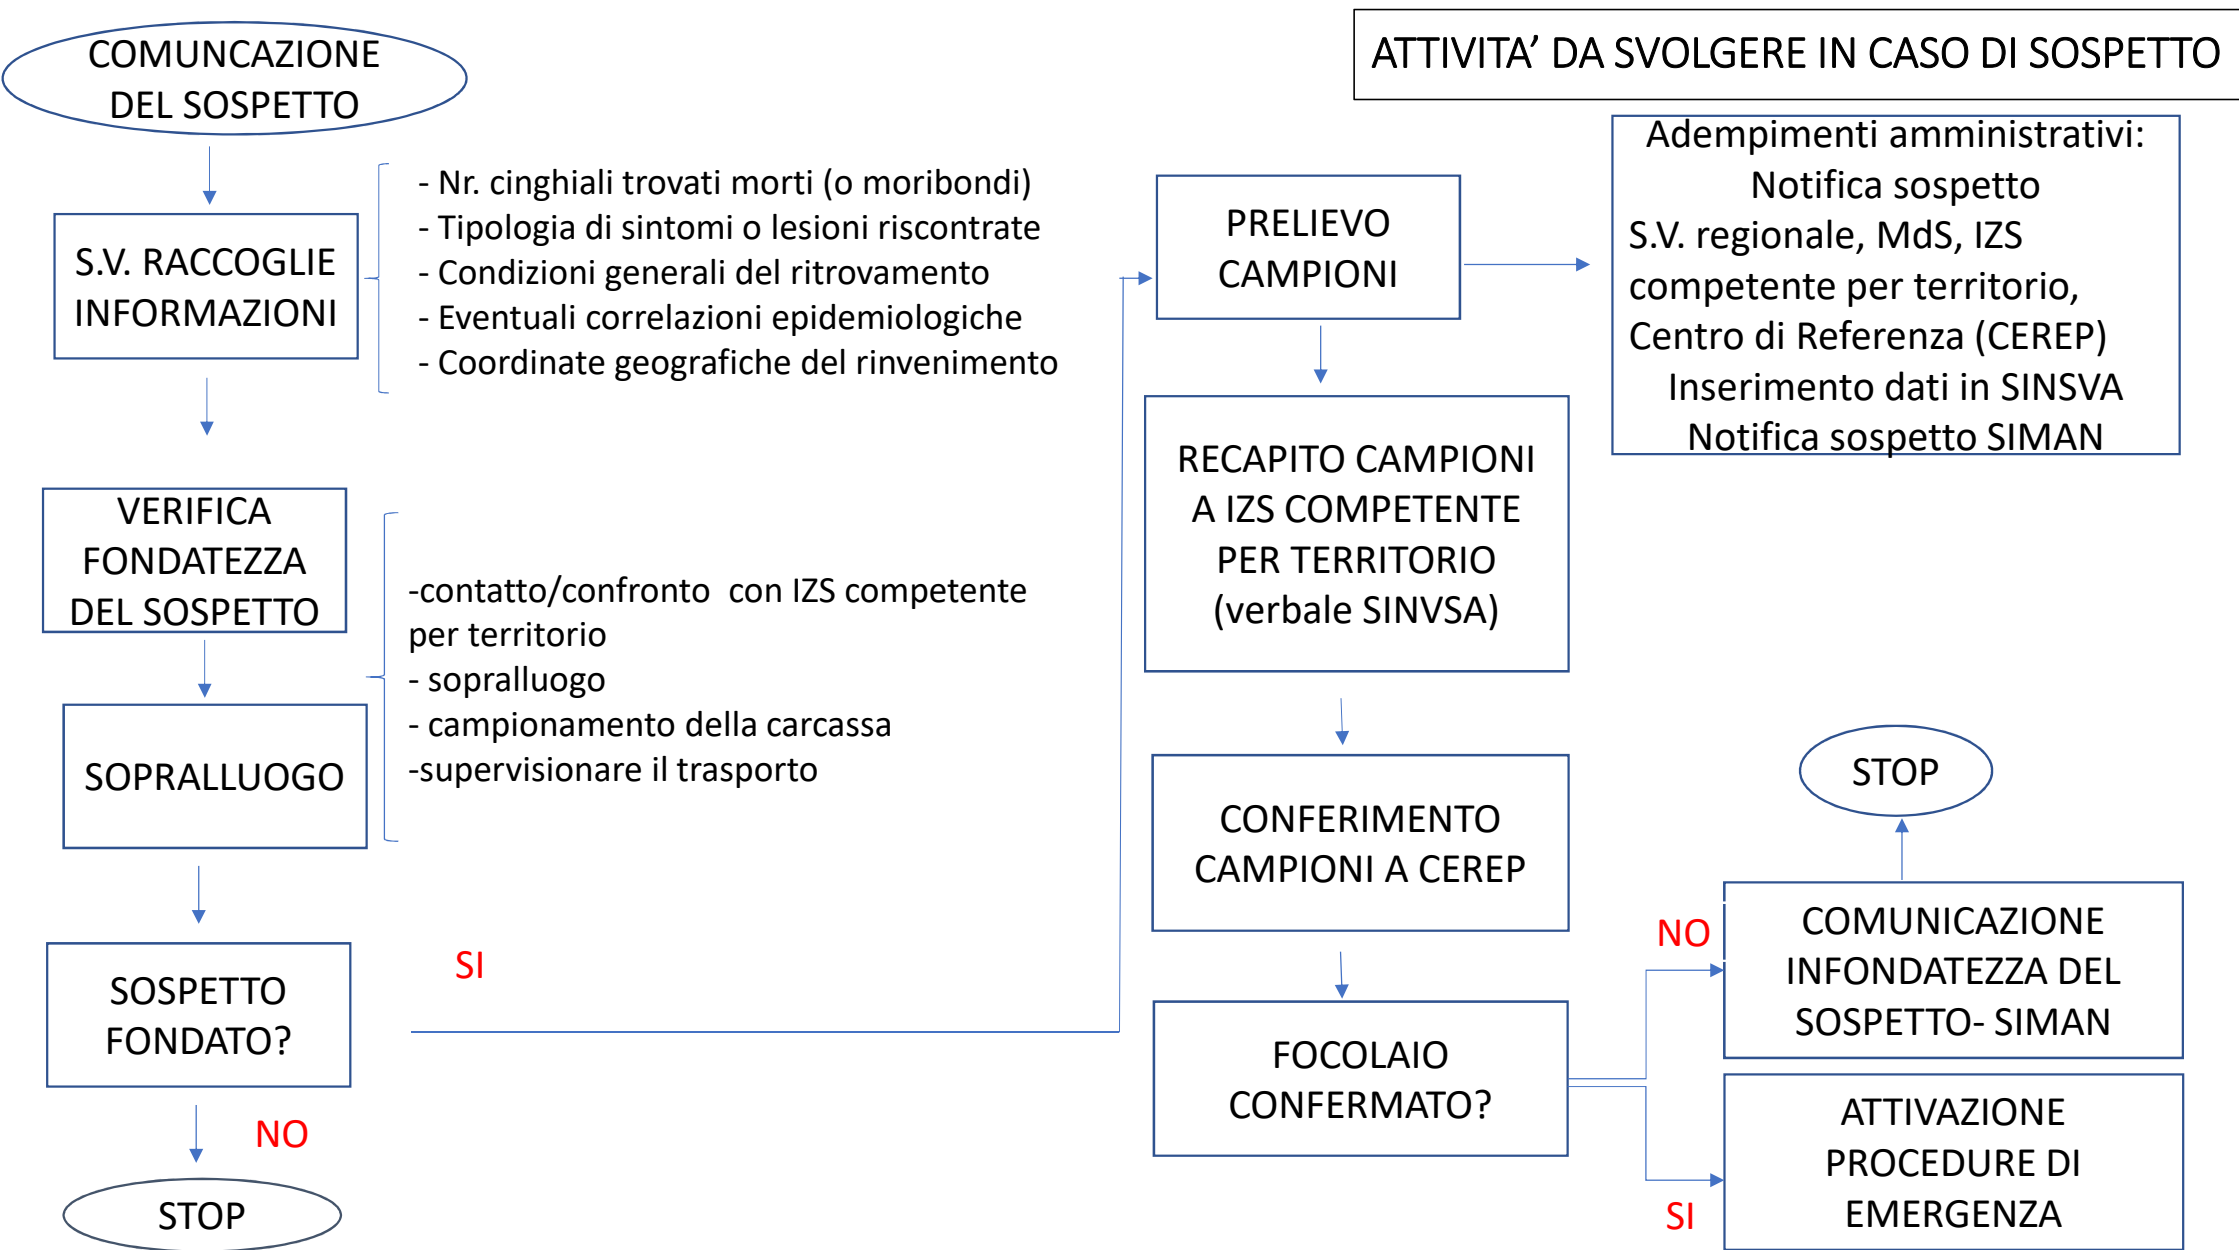 ATTIVITA’ DA SVOLGERE IN CASO DI SOSPETTO
COMUNCAZIONE
DEL SOSPETTO
S.V. RACCOGLIE
INFORMAZIONI
- Nr. cinghiali trovati morti (o moribondi)
- Tipologia di sintomi o lesioni riscontrate
- Condizioni generali del ritrovamento
- Eventuali correlazioni epidemiologiche
- Coordinate geografiche del rinvenimento
VERIFICA
FONDATEZZA
DEL SOSPETTO
SOPRALLUOGO
-contatto/confronto con IZS competente
per territorio
- sopralluogo
- campionamento della carcassa
-supervisionare il trasporto
SOSPETTO
FONDATO?
SI
NO
STOP
PRELIEVO
CAMPIONI
Adempimenti amministrativi:
Notifica sospetto
S.V. regionale, MdS, IZS
competente per territorio,
Centro di Referenza (CEREP)
Inserimento dati in SINSVA
Notifica sospetto SIMAN
RECAPITO CAMPIONI
A IZS COMPETENTE
PER TERRITORIO
(verbale SINVSA)
CONFERIMENTO
CAMPIONI A CEREP
FOCOLAIO
CONFERMATO?
NO
COMUNICAZIONE
INFONDATEZZA DEL
SOSPETTO- SIMAN
STOP
SI
ATTIVAZIONE
PROCEDURE DI
EMERGENZA